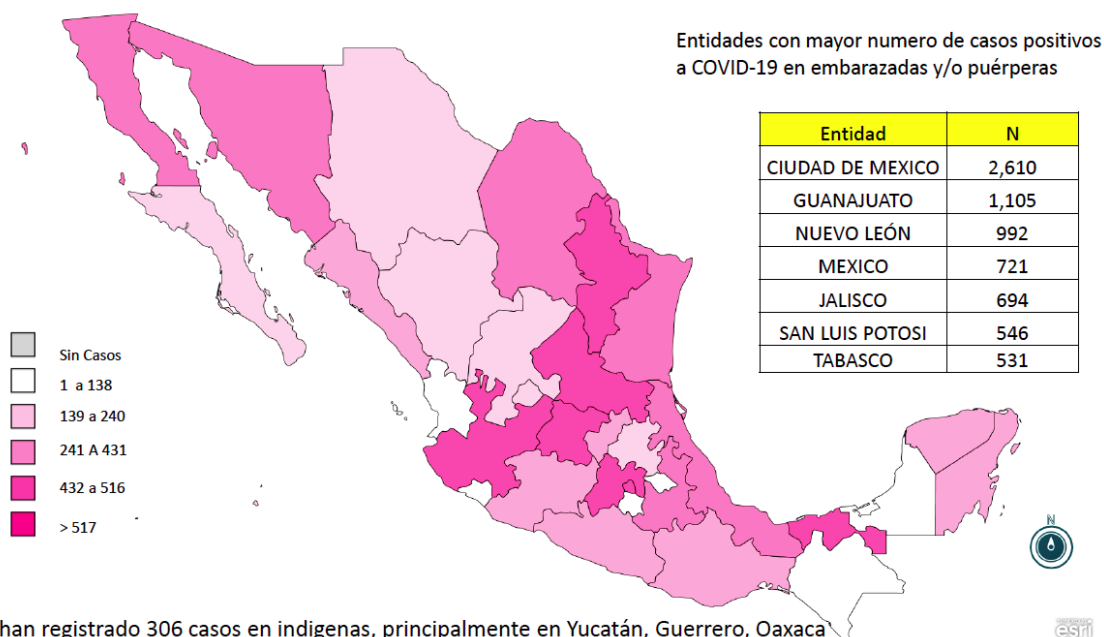 Entidades con mayor numero de casos positivos
a COVID-19 en embarazadas y/o puérperas
Entidad N
CIUDAD DE MEXICO 2,610
GUANAJUATO 1,105
NUEVO LEÓN 992
MEXICO 721
JALISCO 694
SAN LUIS POTOSI 546
TABASCO 531
Sin Casos
1 a 138
139 a 240
241 A 431
432 a 516
> 517
N
han registrado 306 casos en indigenas, principalmente en Yucatán, Guerrero, Oaxaca
esri